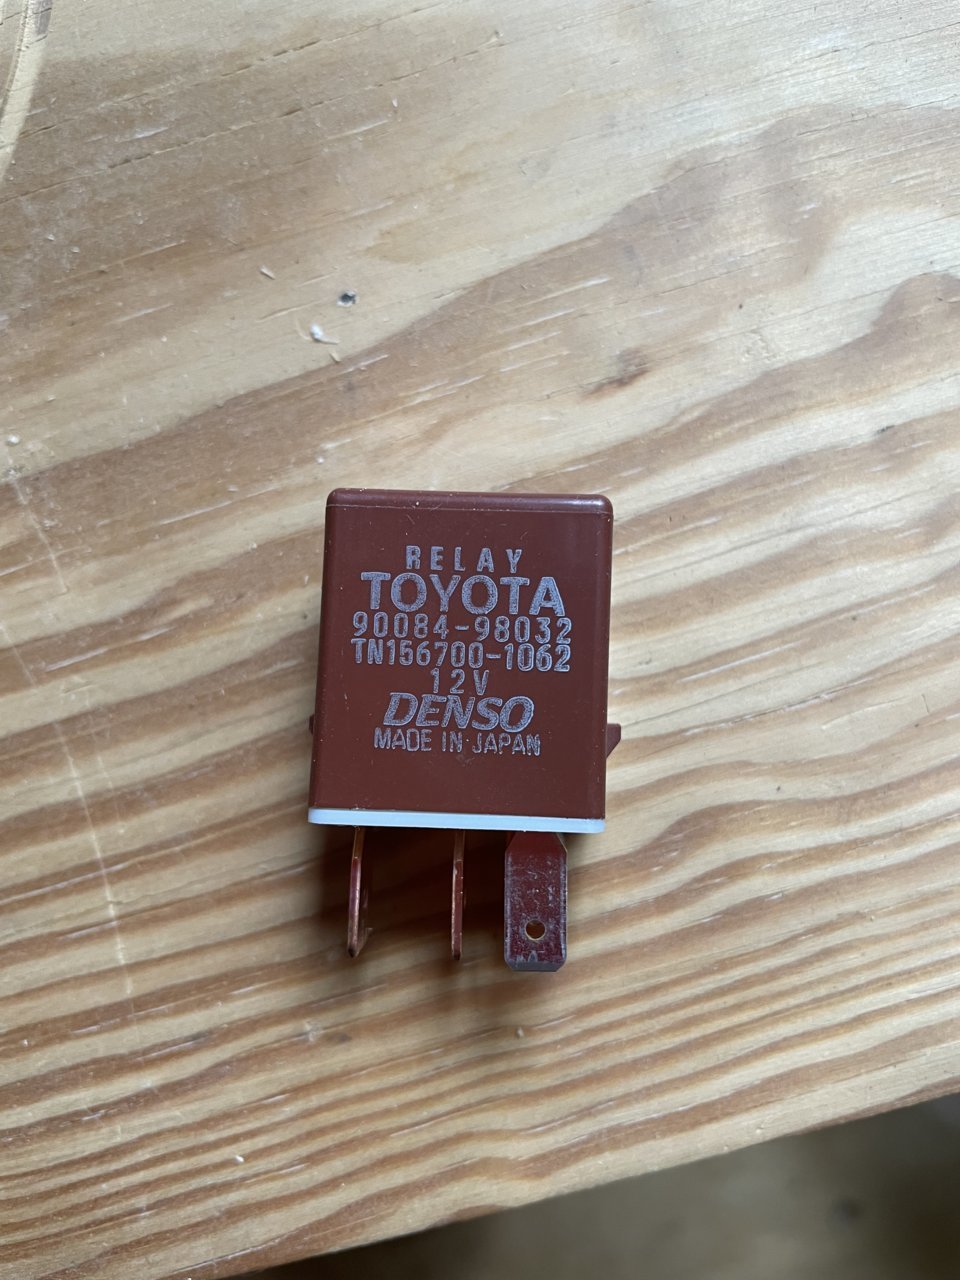 RELAY
TOYOTA
90084-98032
TN156700-1062
12V
DENSO
MADE IN JAPAN